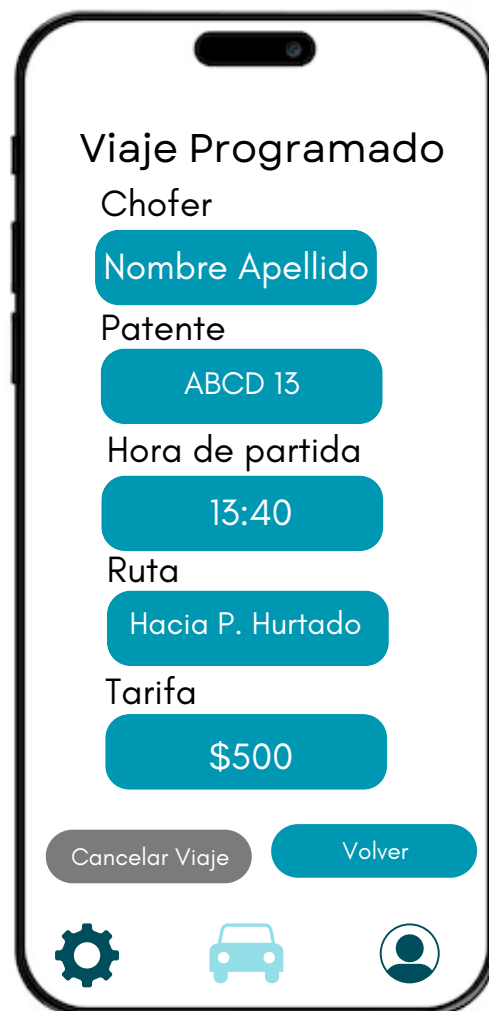 Viaje Programado
Chofer
Nombre Apellido
Patente
ABCD 13
Hora de partida
13:40
Ruta
Hacia P. Hurtado
Tarifa
$500
Cancelar Viaje
Volver